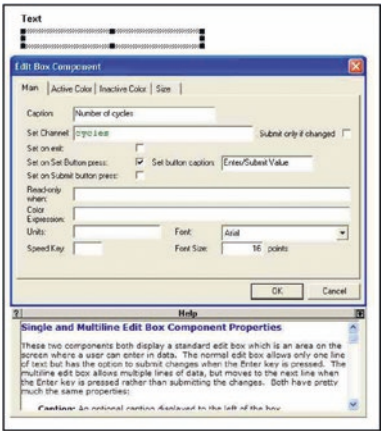 Text
Edit Box Component
Main Active Color Inactive Color Size
Caption Number of cycles
Set Channel cycles Submit only if changed
Set on exit:
Set on Set Button press: Set button caption Enter/Submit Value
Set on Submit button press:
Read-only when:
Color Expression:
Units: Font: Arial
Speed Key Font Size: 16 points
OK Cancel
? Help
Single and Multiline Edit Box Component Properties
These two components both display a standard edit box which is an area on the
screen where a user can enter in data. The normal edit box allows only one line
of text but has the option to submit changes when the Enter key is pressed. The
multiline edit box allows multiple lines of data, but moves to the next line when
the Enter key is pressed rather than submitting the changes. Both have pretty
much the same properties:
Caption: An optional caption displayed to the left of the box